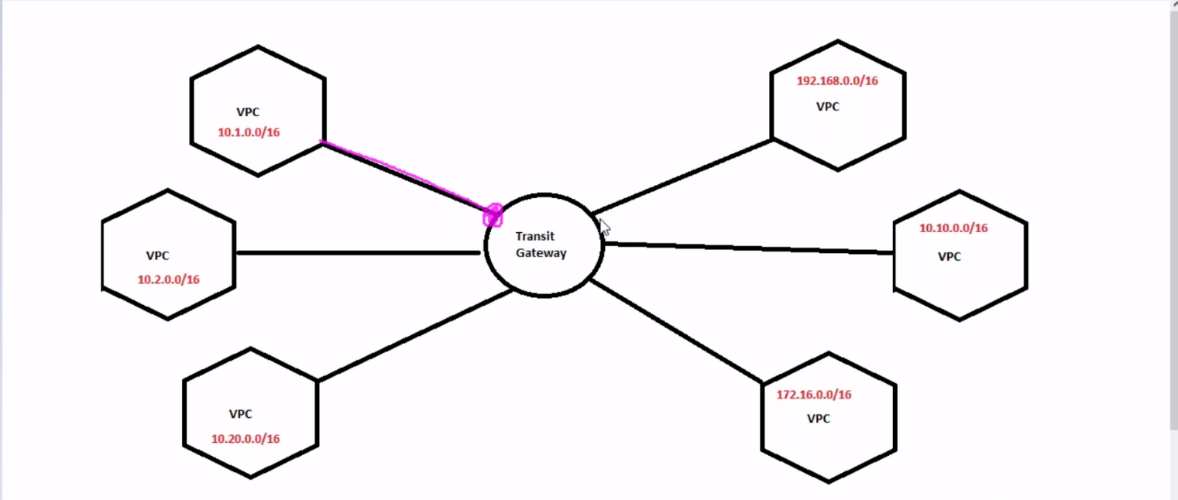 VPC
10.1.0.0/16
192.168.0.0/16
VPC
VPC
10.2.0.0/16
Transit
Gateway
10.10.0.0/16
VPC
VPC
10.20.0.0/16
172.16.0.0/16
VPC